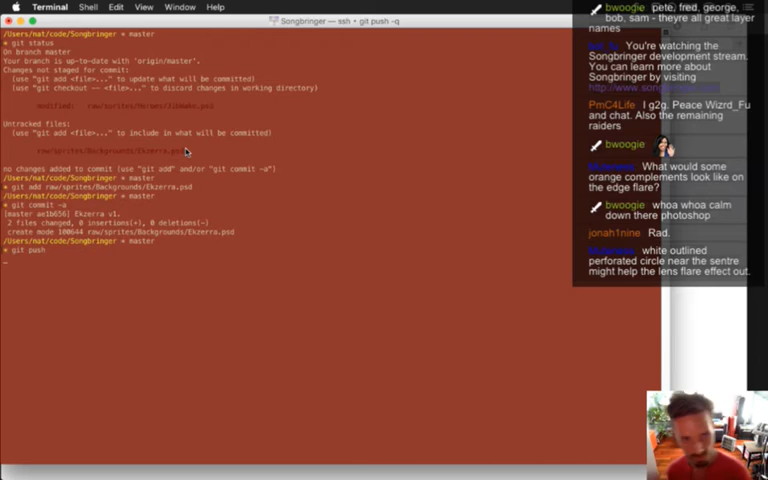 Terminal Shell Edit View Window Help
Songbringer — ssh • git push -q
/Users/nat/code/Songbringer * master
* git status
On branch master
Your branch is up-to-date with 'origin/master'.
Changes not staged for commit:
(use "git add <file>..." to update what will be committed)
(use "git checkout -- <file>..." to discard changes in working directory)
modified:
Untracked files:
(use "git add <file>..." to include in what will be committed)
raw/sprites/Backgrounds/Ekzerra.psd
no changes added to commit (use "git add" and/or "git commit -a")
/Users/nat/code/Songbringer * master
* git add raw/sprites/Backgrounds/Ekzerra.psd
/Users/nat/code/Songbringer * master
* git commit -a
[master ae1b656] Ekzerra v1.
2 files changed, 0 insertions(+), 0 deletions(-)
create mode 100644 raw/sprites/Backgrounds/Ekzerra.psd
/Users/nat/code/Songbringer * master
* git push
bwoogie pete, fred, george,
bob, sam - theyre all great layer
names
You're watching the
Songbringer development stream.
You can learn more about
Songbringer by visiting
PmC4Life I g2g. Peace Wizrd_Fu
and chat. Also the remaining
raiders
bwoogie
What would some
orange complements look like on
the edge flare?
bwoogie whoa whoa calm
down there photoshop
jonah1nine Rad.
white outlined
perforated circle near the sentre
might help the lens flare effect out.